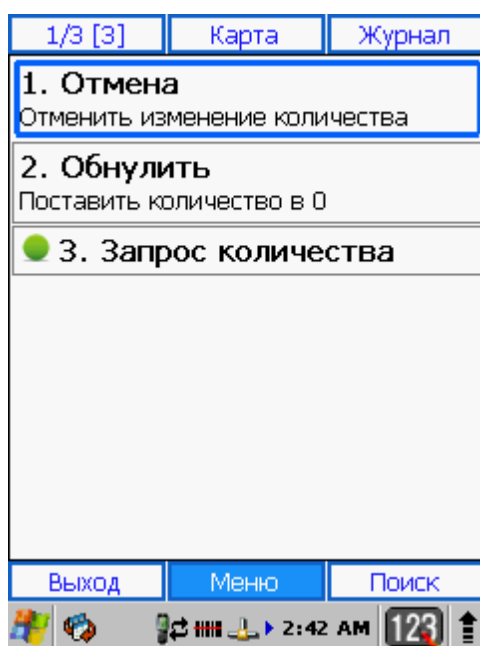 1/3 [3] Карта Журнал
1. Отмена
Отменить изменение количества
2. Обнулить
Поставить количество в 0
3. Запрос количества
Выход Меню Поиск
2:42 AM 123